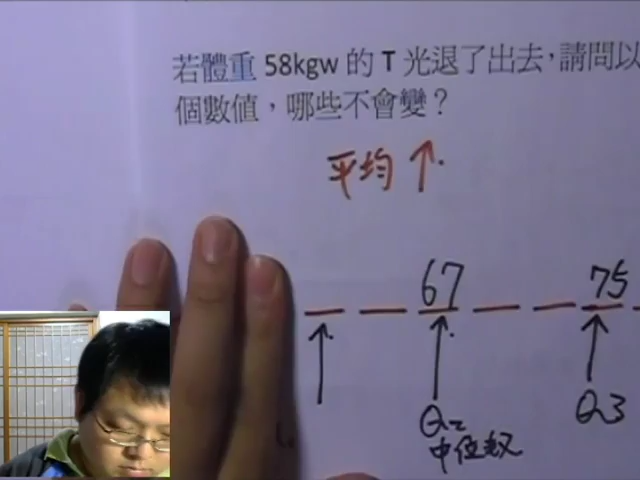 若體重 58kgw 的 T 光退了出去，請問以
個數值，哪些不會變？
平均 ↑
67 75
Q2 Q3
中位数